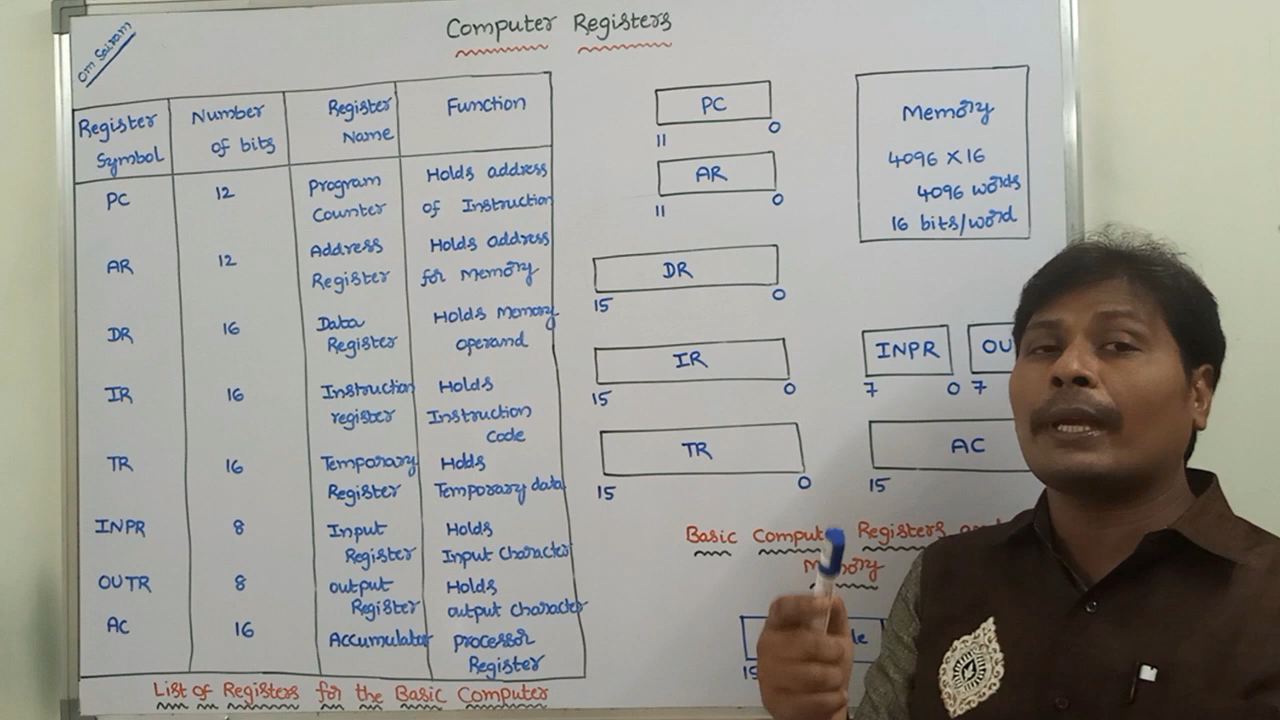 Om Sairam
Computer Registers
Register Symbol
Number of bits
Register Name
Function
PC
12
Program Counter
Holds address of Instruction
AR
12
Address Register
Holds address for Memory
DR
16
Data Register
Holds Memory operand
IR
16
Instruction register
Holds Instruction Code
TR
16
Temporary Register
Holds Temporary data
INPR
8
Input Register
Holds Input Character
OUTR
8
output Register
Holds output character
AC
16
Accumulator
processor Register
List of Registers for the Basic Computer
PC
11 0
AR
11 0
DR
15 0
IR
15 0
TR
15 0
Memory
4096 X 16
4096 words
16 bits/word
INPR OU
7 0 7
AC
15
Basic Comput Registers